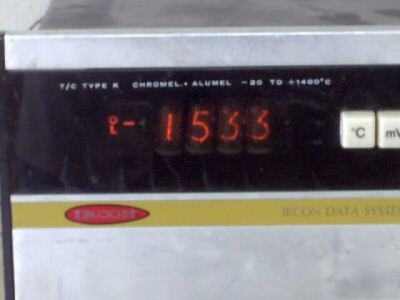 T/C TYPE K CHROMEL - ALUMEL -20 TO +1400°C
- 1533
°C
mV
IRCON
IRCON DATA SYSTEM